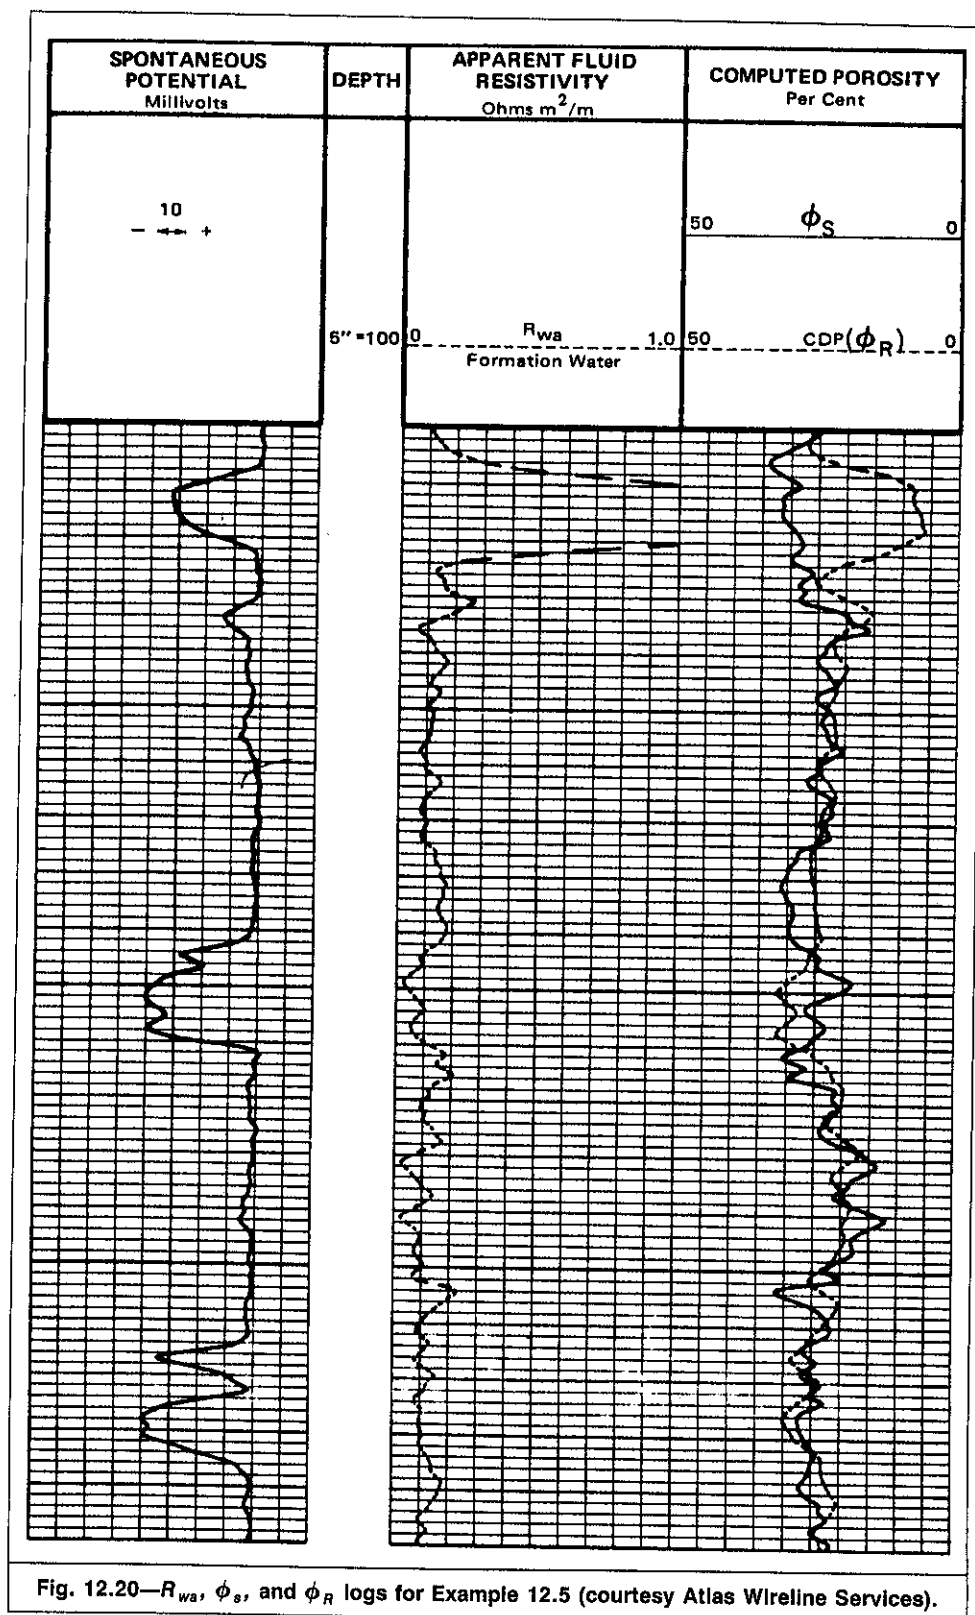 SPONTANEOUS
POTENTIAL
Millivolts
DEPTH
APPARENT FLUID
RESISTIVITY
Ohms m²/m
COMPUTED POROSITY
Per Cent
10
- +
50 ϕS 0
5"=100
0 Rwa 1.0
Formation Water
50 CDP(ϕR) 0
Fig. 12.20—Rwa, ϕs, and ϕR logs for Example 12.5 (courtesy Atlas Wireline Services).